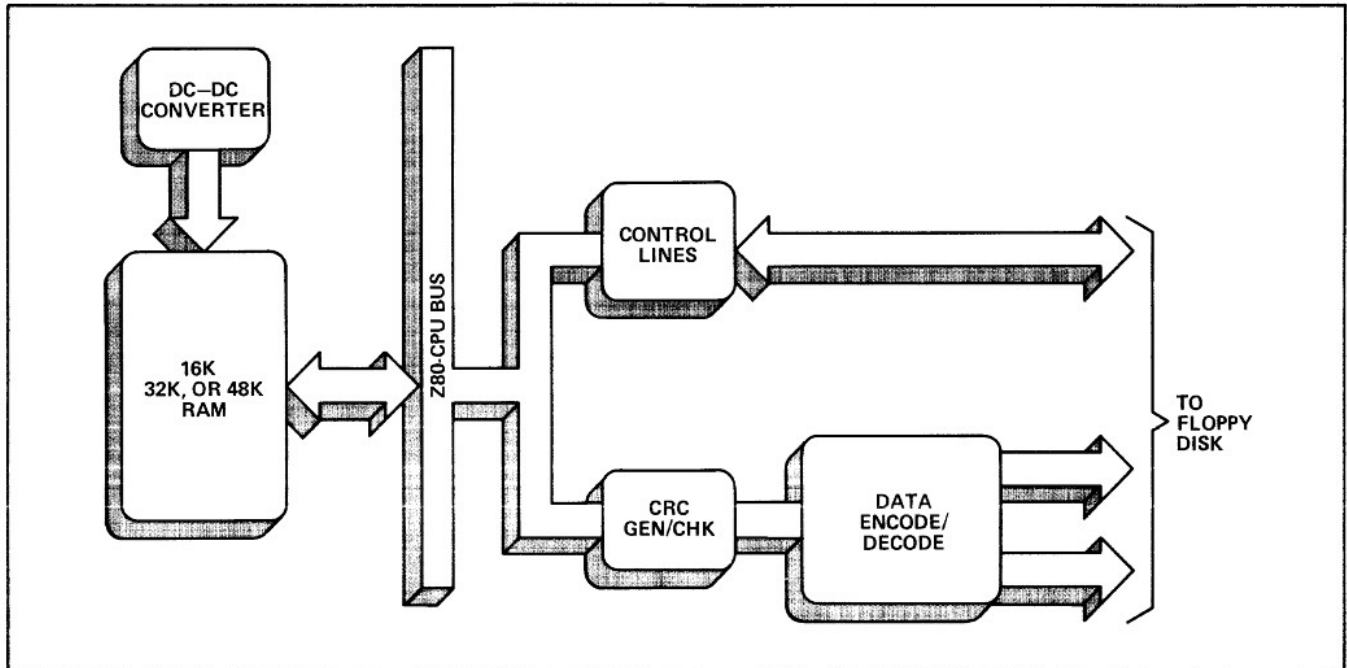 DC–DC
CONVERTER
16K
32K, OR 48K
RAM
Z80-CPU BUS
CONTROL
LINES
CRC
GEN/CHK
DATA
ENCODE/
DECODE
TO
FLOPPY
DISK